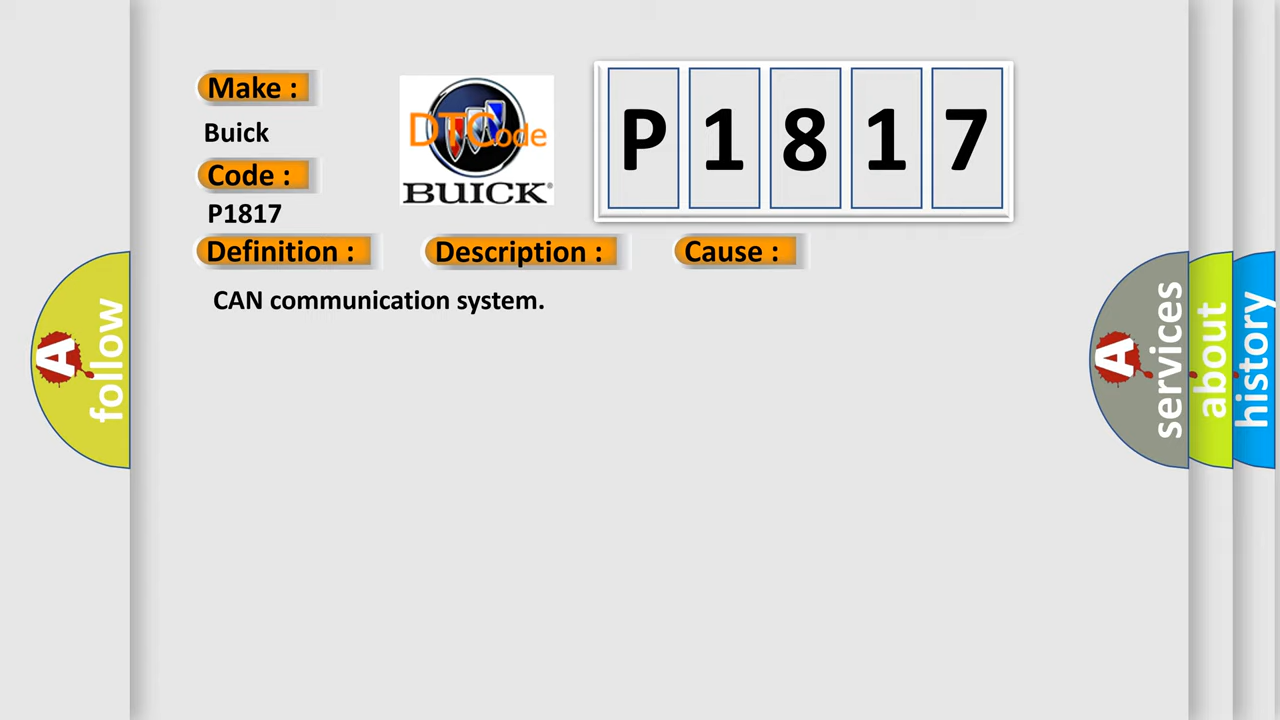 Make :
Buick
Code :
P1817
DTCode
BUICK®
P 1 8 1 7
Definition : Description : Cause :
CAN communication system.
A follow
A services
about
history